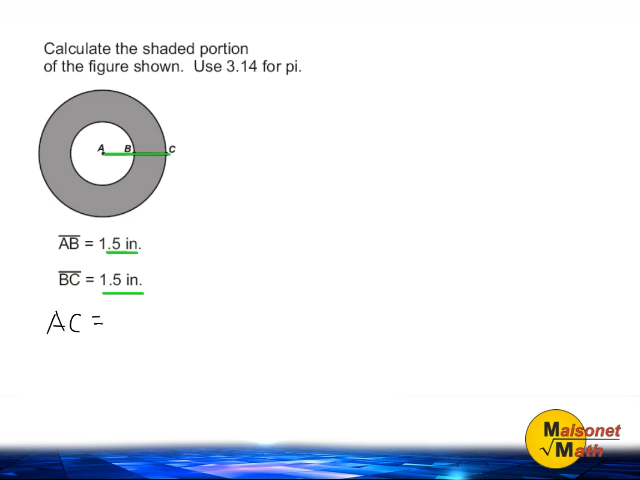 Calculate the shaded portion
of the figure shown.  Use 3.14 for pi.
A B C
AB = 1.5 in.
BC = 1.5 in.
AC =
Maisonet
√Math